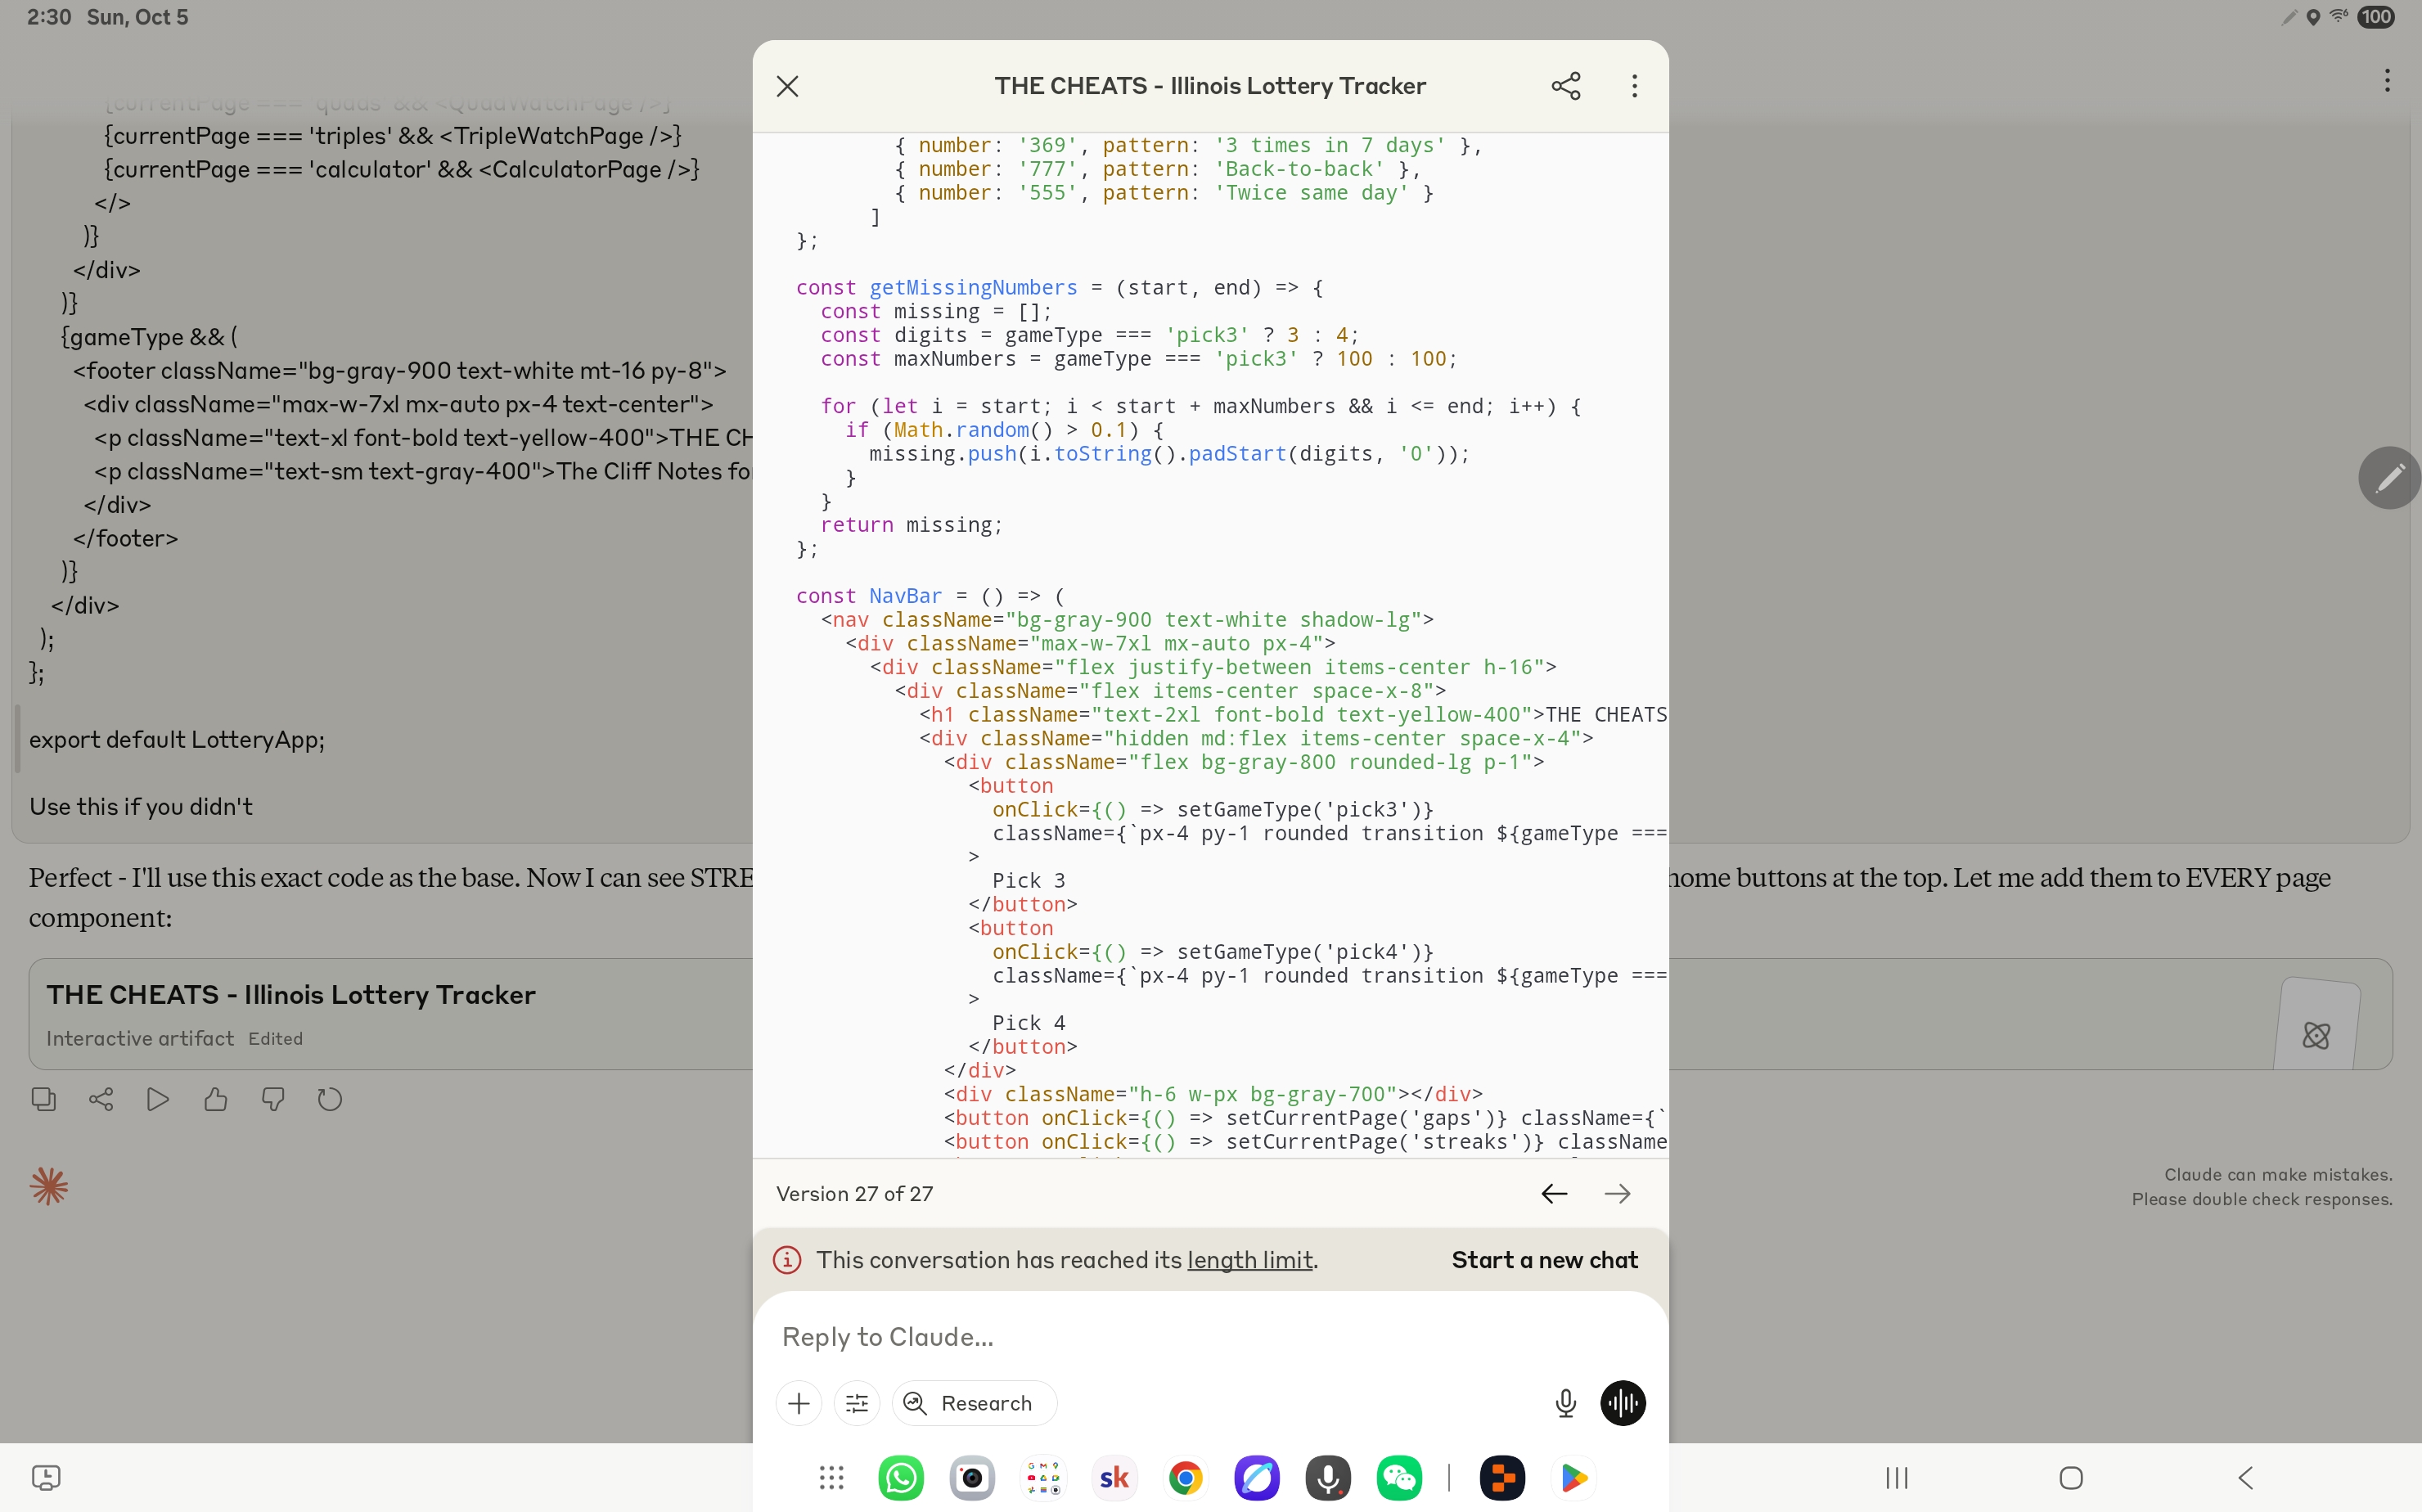 2:30 Sun, Oct 5
100
{currentPage === 'quads' && <QuadWatchPage />}
{currentPage === 'triples' && <TripleWatchPage />}
{currentPage === 'calculator' && <CalculatorPage />}
</>
)}
</div>
)}
{gameType && (
<footer className="bg-gray-900 text-white mt-16 py-8">
<div className="max-w-7xl mx-auto px-4 text-center">
<p className="text-xl font-bold text-yellow-400">THE CH
<p className="text-sm text-gray-400">The Cliff Notes fo
</div>
</footer>
)}
</div>
);
};
export default LotteryApp;
Use this if you didn't
Perfect - I'll use this exact code as the base. Now I can see STRE
home buttons at the top. Let me add them to EVERY page
component:
THE CHEATS - Illinois Lottery Tracker
Interactive artifact Edited
Claude can make mistakes.
Please double check responses.
THE CHEATS - Illinois Lottery Tracker
{ number: '369', pattern: '3 times in 7 days' },
{ number: '777', pattern: 'Back-to-back' },
{ number: '555', pattern: 'Twice same day' }
]
};
const getMissingNumbers = (start, end) => {
const missing = [];
const digits = gameType === 'pick3' ? 3 : 4;
const maxNumbers = gameType === 'pick3' ? 100 : 100;
for (let i = start; i < start + maxNumbers && i <= end; i++) {
if (Math.random() > 0.1) {
missing.push(i.toString().padStart(digits, '0'));
}
}
return missing;
};
const NavBar = () => (
<nav className="bg-gray-900 text-white shadow-lg">
<div className="max-w-7xl mx-auto px-4">
<div className="flex justify-between items-center h-16">
<div className="flex items-center space-x-8">
<h1 className="text-2xl font-bold text-yellow-400">THE CHEATS
<div className="hidden md:flex items-center space-x-4">
<div className="flex bg-gray-800 rounded-lg p-1">
<button
onClick={() => setGameType('pick3')}
className={`px-4 py-1 rounded transition ${gameType ===
>
Pick 3
</button>
<button
onClick={() => setGameType('pick4')}
className={`px-4 py-1 rounded transition ${gameType ===
>
Pick 4
</button>
</div>
<div className="h-6 w-px bg-gray-700"></div>
<button onClick={() => setCurrentPage('gaps')} className={`
<button onClick={() => setCurrentPage('streaks')} className
Version 27 of 27
This conversation has reached its length limit. Start a new chat
Reply to Claude...
Research
sk